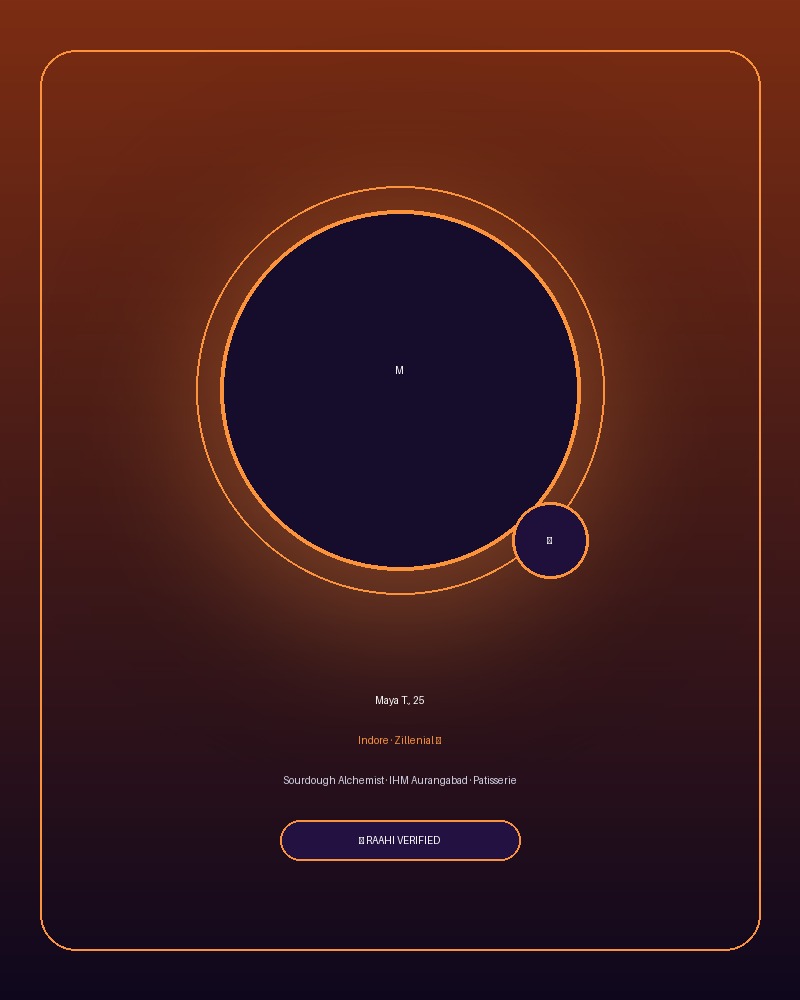 M
Maya T., 25
Indore · Zillenial
Sourdough Alchemist · IHM Aurangabad · Patisserie
RAAHI VERIFIED